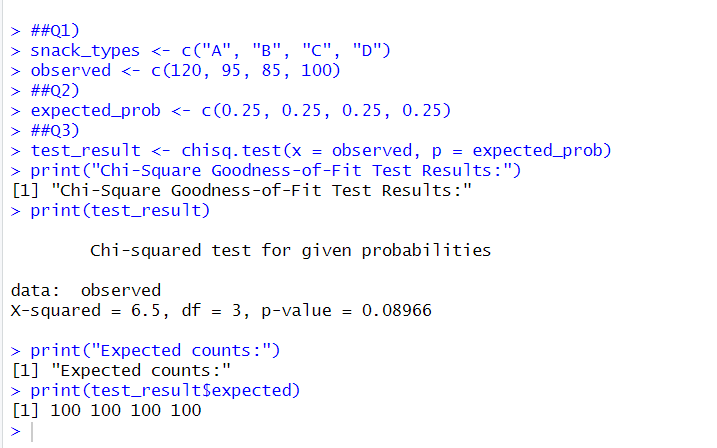 > ##Q1)
> snack_types <- c("A", "B", "C", "D")
> observed <- c(120, 95, 85, 100)
> ##Q2)
> expected_prob <- c(0.25, 0.25, 0.25, 0.25)
> ##Q3)
> test_result <- chisq.test(x = observed, p = expected_prob)
> print("Chi-Square Goodness-of-Fit Test Results:")
[1] "Chi-Square Goodness-of-Fit Test Results:"
> print(test_result)
Chi-squared test for given probabilities
data:  observed
X-squared = 6.5, df = 3, p-value = 0.08966
> print("Expected counts:")
[1] "Expected counts:"
> print(test_result$expected)
[1] 100 100 100 100
>